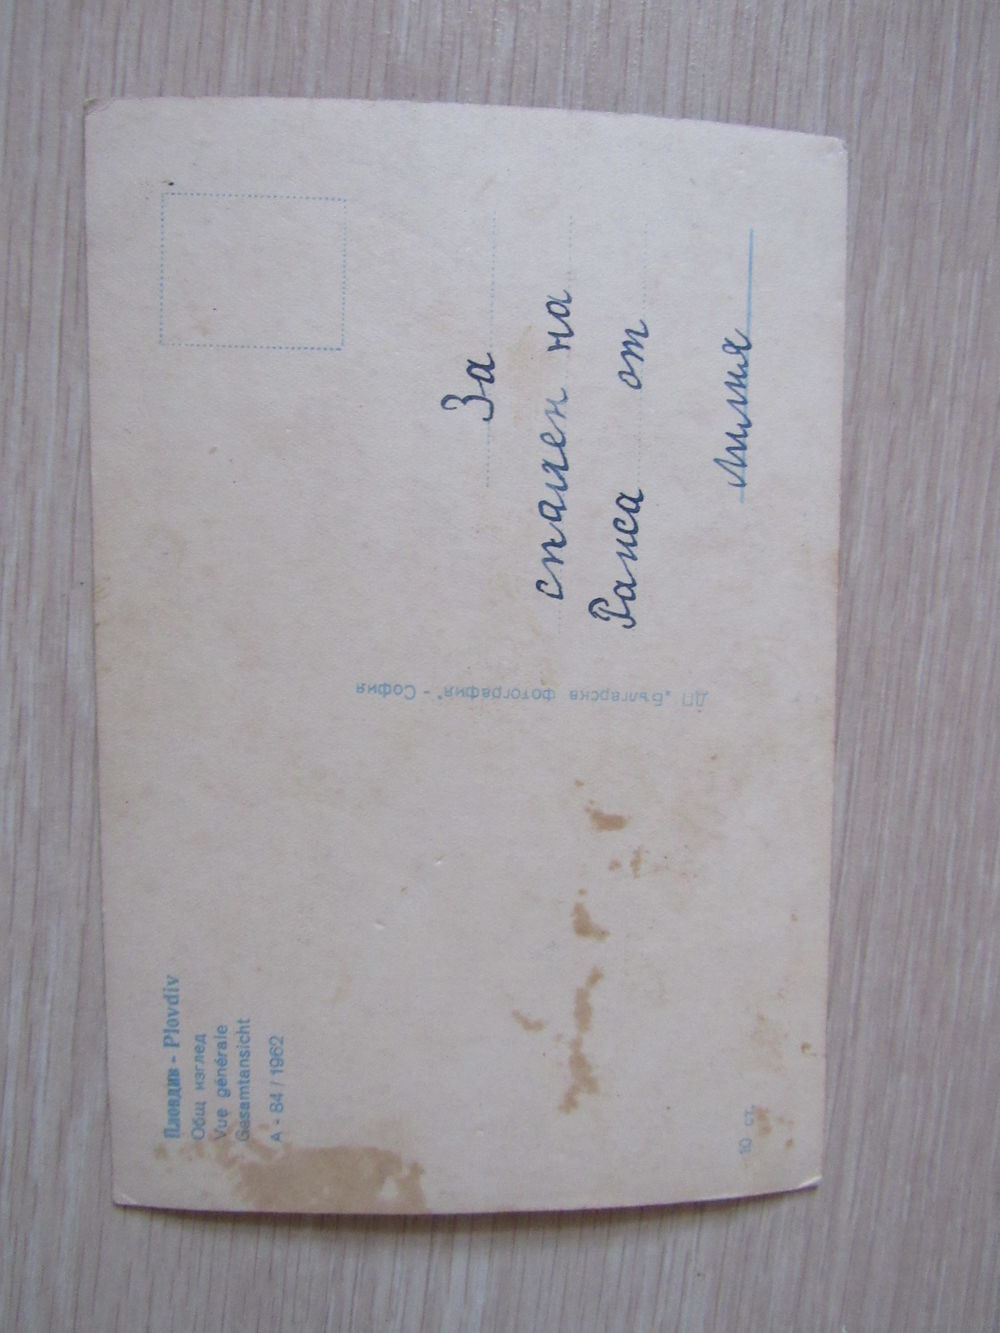 Пловдив - Plovdiv
Общ изглед
Vue générale
Gesamtansicht
А - 84 / 1962
10 ст.
ДП „Българска фотография" - София
За
спомен на
Раиса от
Лилия